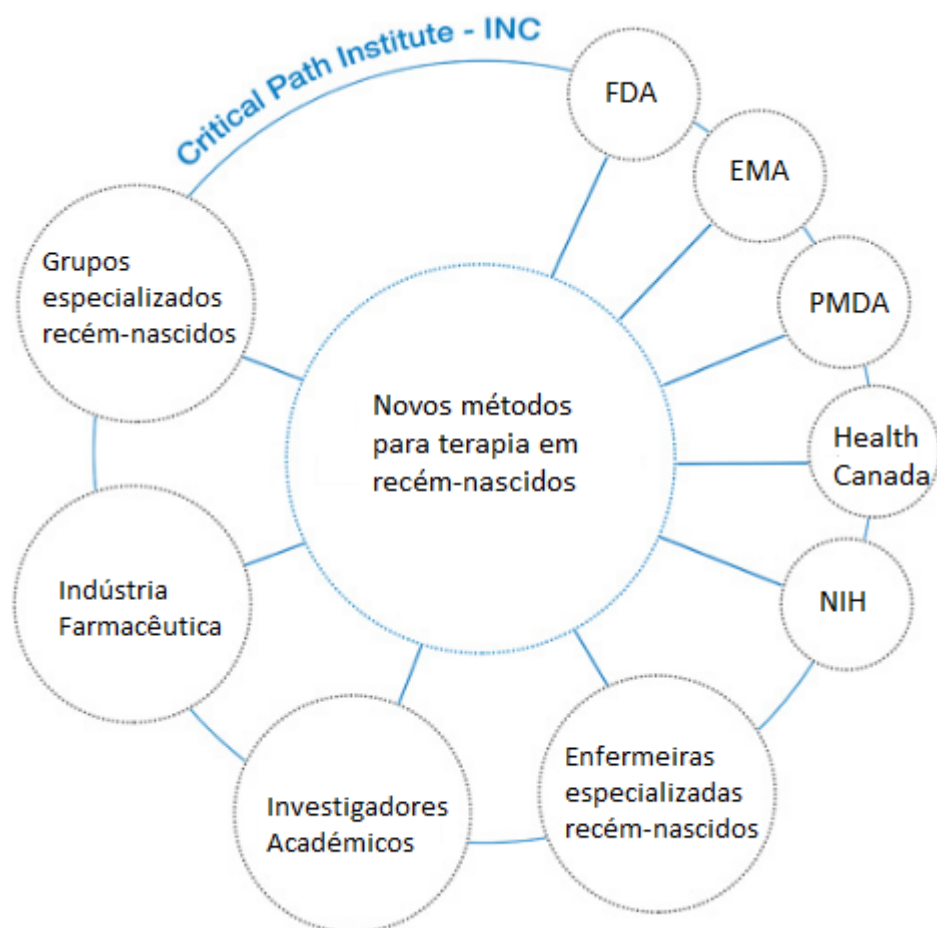 Critical Path Institute - INC
FDA
EMA
PMDA
Health
Canada
NIH
Enfermeiras
especializadas
recém-nascidos
Investigadores
Académicos
Indústria
Farmacêutica
Grupos
especializados
recém-nascidos
Novos métodos
para terapia em
recém-nascidos